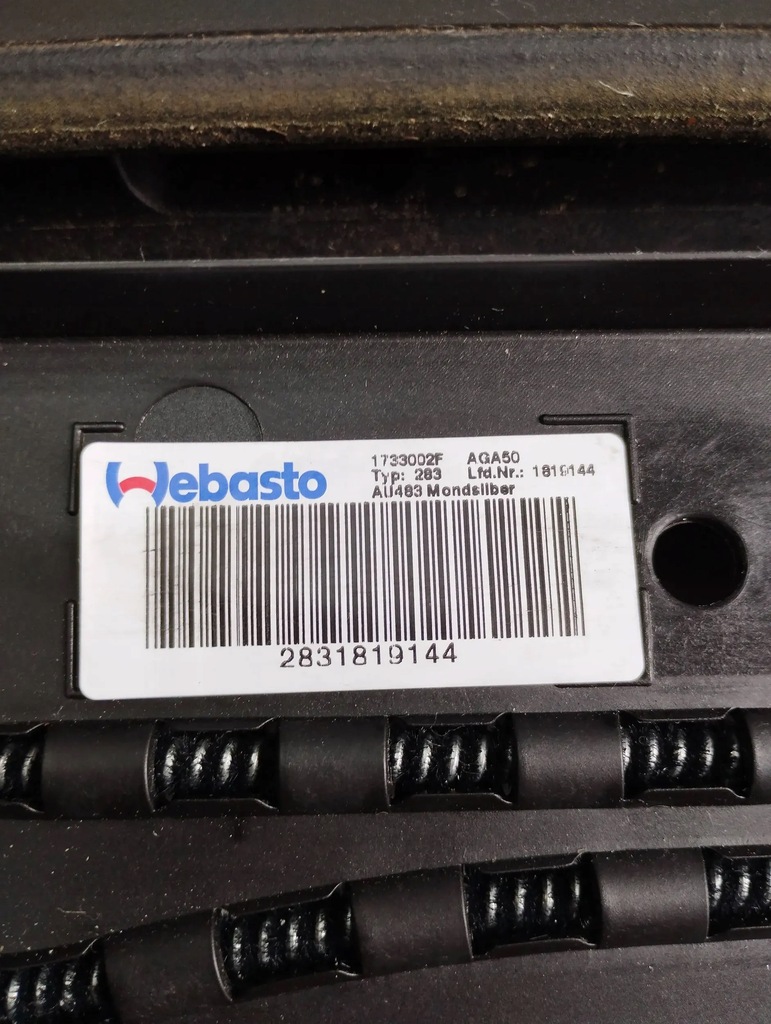 Webasto
1733002F AGA50
Typ: 283 Lfd.Nr.: 1819144
AU483 Mondsilber
2831819144